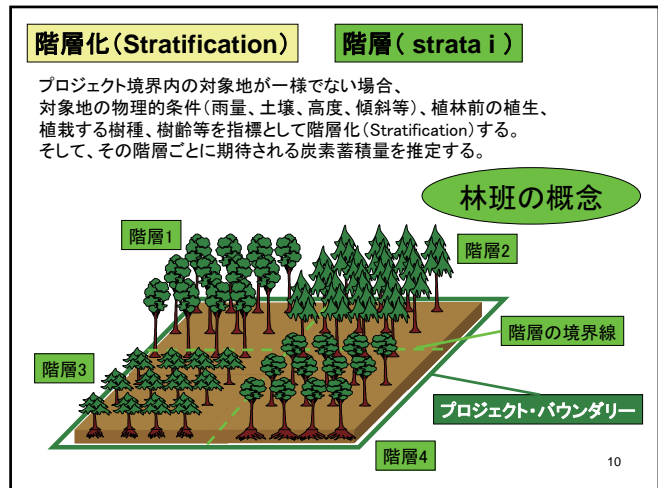 階層化（Stratification）
階層（ strata i ）
プロジェクト境界内の対象地が一様でない場合、
対象地の物理的条件（雨量、土壌、高度、傾斜等）、植林前の植生、
植栽する樹種、樹齢等を指標として階層化（Stratification）する。
そして、その階層ごとに期待される炭素蓄積量を推定する。
林班の概念
階層1
階層2
階層の境界線
階層3
プロジェクト・バウンダリー
階層4
10